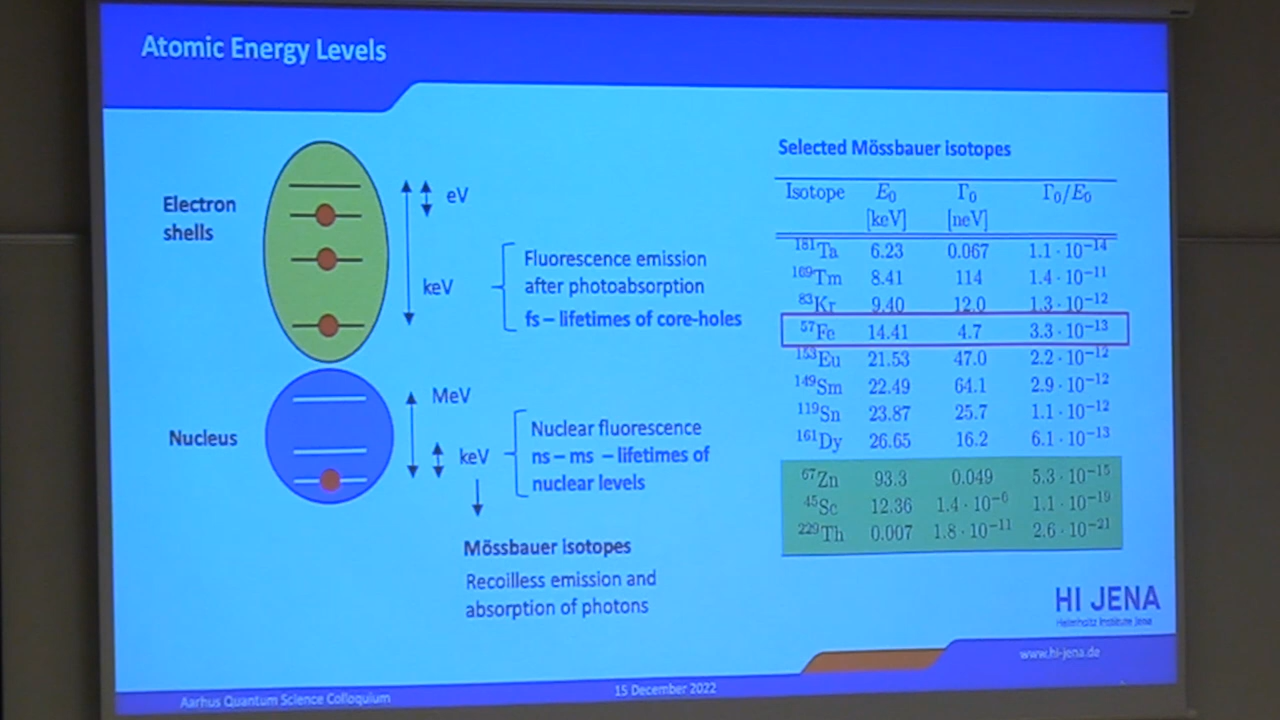 Atomic Energy Levels
Electron
shells
eV
keV
Fluorescence emission
after photoabsorption
fs – lifetimes of core-holes
Nucleus
MeV
keV
Nuclear fluorescence
ns – ms – lifetimes of
nuclear levels
Mössbauer isotopes
Recoilless emission and
absorption of photons
Selected Mössbauer isotopes
Isotope E₀ Γ₀ Γ₀/E₀
[keV] [neV]
¹⁸¹Ta 6.23 0.067 1.1 · 10⁻¹⁴
¹⁶⁹Tm 8.41 114 1.4 · 10⁻¹¹
⁸³Kr 9.40 12.0 1.3 · 10⁻¹²
⁵⁷Fe 14.41 4.7 3.3 · 10⁻¹³
¹⁵³Eu 21.53 47.0 2.2 · 10⁻¹²
¹⁴⁹Sm 22.49 64.1 2.9 · 10⁻¹²
¹¹⁹Sn 23.87 25.7 1.1 · 10⁻¹²
¹⁶¹Dy 26.65 16.2 6.1 · 10⁻¹³
⁶⁷Zn 93.3 0.049 5.3 · 10⁻¹⁵
⁴⁵Sc 12.36 1.4 · 10⁻⁶ 1.1 · 10⁻¹⁹
²²⁹Th 0.007 1.8 · 10⁻¹¹ 2.6 · 10⁻²¹
HI JENA
Helmholtz Institute Jena
www.hi-jena.de
Aarhus Quantum Science Colloquium
15 December 2022